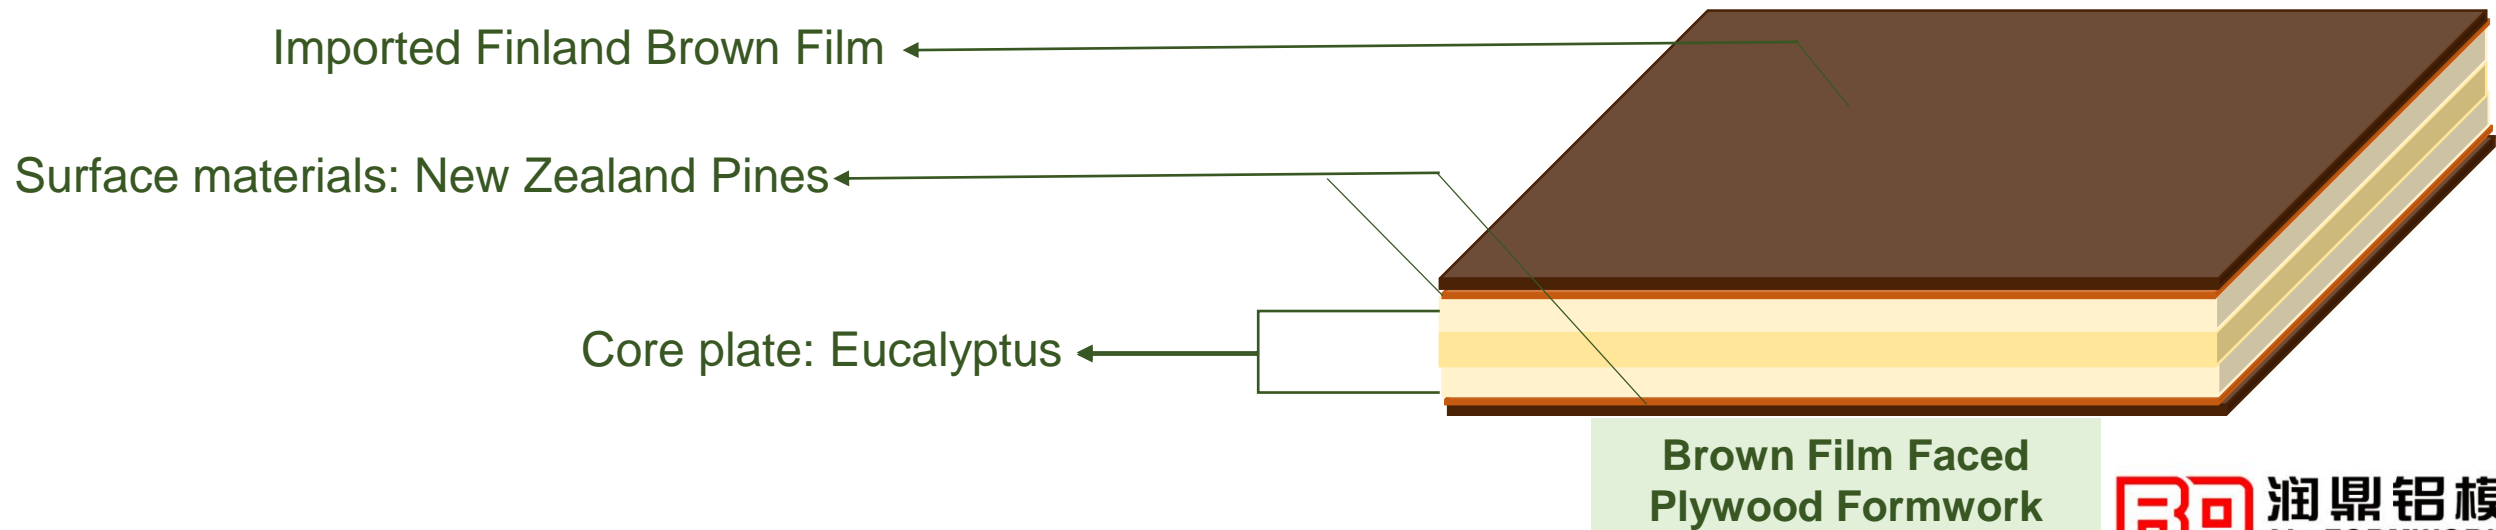 Imported Finland Brown Film
Surface materials: New Zealand Pines
Core plate: Eucalyptus
Brown Film Faced
Plywood Formwork
润鼎铝模